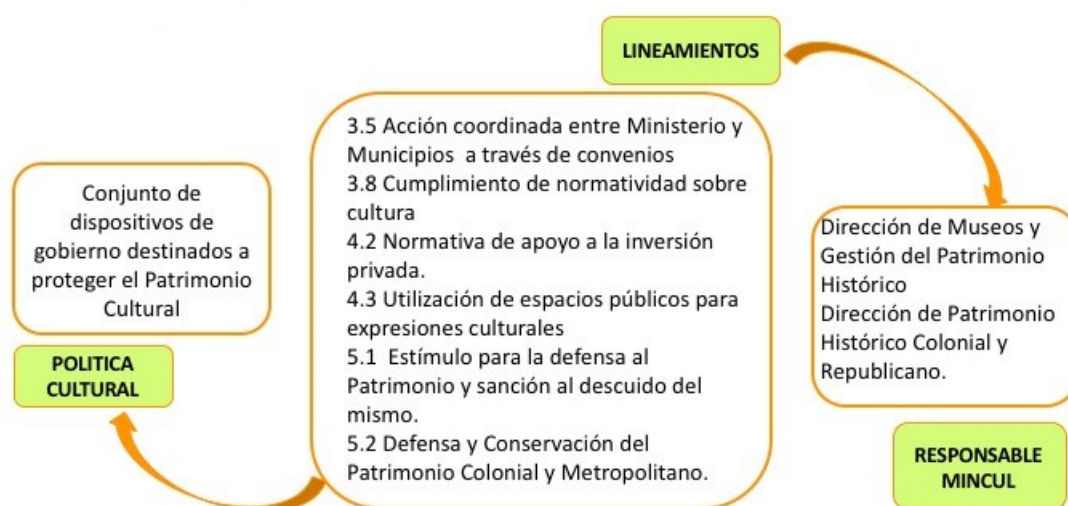 LINEAMIENTOS
3.5 Acción coordinada entre Ministerio y
Municipios a través de convenios
3.8 Cumplimiento de normatividad sobre
cultura
4.2 Normativa de apoyo a la inversión
privada.
4.3 Utilización de espacios públicos para
expresiones culturales
5.1 Estímulo para la defensa al
Patrimonio y sanción al descuido del
mismo.
5.2 Defensa y Conservación del
Patrimonio Colonial y Metropolitano.
Conjunto de
dispositivos de
gobierno destinados a
proteger el Patrimonio
Cultural
POLITICA
CULTURAL
Dirección de Museos y
Gestión del Patrimonio
Histórico
Dirección de Patrimonio
Histórico Colonial y
Republicano.
RESPONSABLE
MINCUL